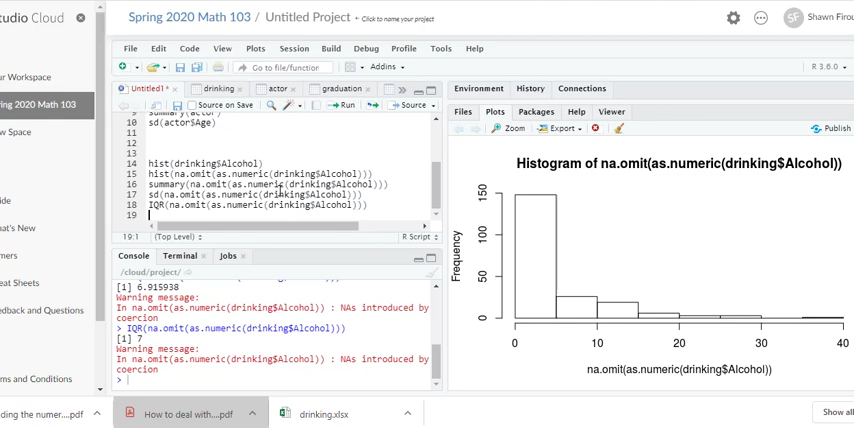 tudio Cloud
Spring 2020 Math 103 / Untitled Project Click to name your project
SF Shawn Firou
File Edit Code View Plots Session Build Debug Profile Tools Help
Go to file/function Addins R 3.6.0
ur Workspace
ring 2020 Math 103
w Space
ide
hat's New
mers
eat Sheets
eedback and Questions
rms and Conditions
Untitled1* drinking actor graduation
Source on Save Run Source
9 summary(actor)
10 sd(actor$Age)
11
12
13
14 hist(drinking$Alcohol)
15 hist(na.omit(as.numeric(drinking$Alcohol)))
16 summary(na.omit(as.numeric(drinking$Alcohol)))
17 sd(na.omit(as.numeric(drinking$Alcohol)))
18 IQR(na.omit(as.numeric(drinking$Alcohol)))
19
19:1 (Top Level) R Script
Console Terminal Jobs
/cloud/project/
[1] 6.915938
Warning message:
In na.omit(as.numeric(drinking$Alcohol)) : NAs introduced by
coercion
> IQR(na.omit(as.numeric(drinking$Alcohol)))
[1] 7
Warning message:
In na.omit(as.numeric(drinking$Alcohol)) : NAs introduced by
coercion
>
Environment History Connections
Files Plots Packages Help Viewer
Zoom Export Publish
Histogram of na.omit(as.numeric(drinking$Alcohol))
Frequency
150
100
50
0
0 10 20 30 40
na.omit(as.numeric(drinking$Alcohol))
ding the numer....pdf How to deal with....pdf drinking.xlsx Show all